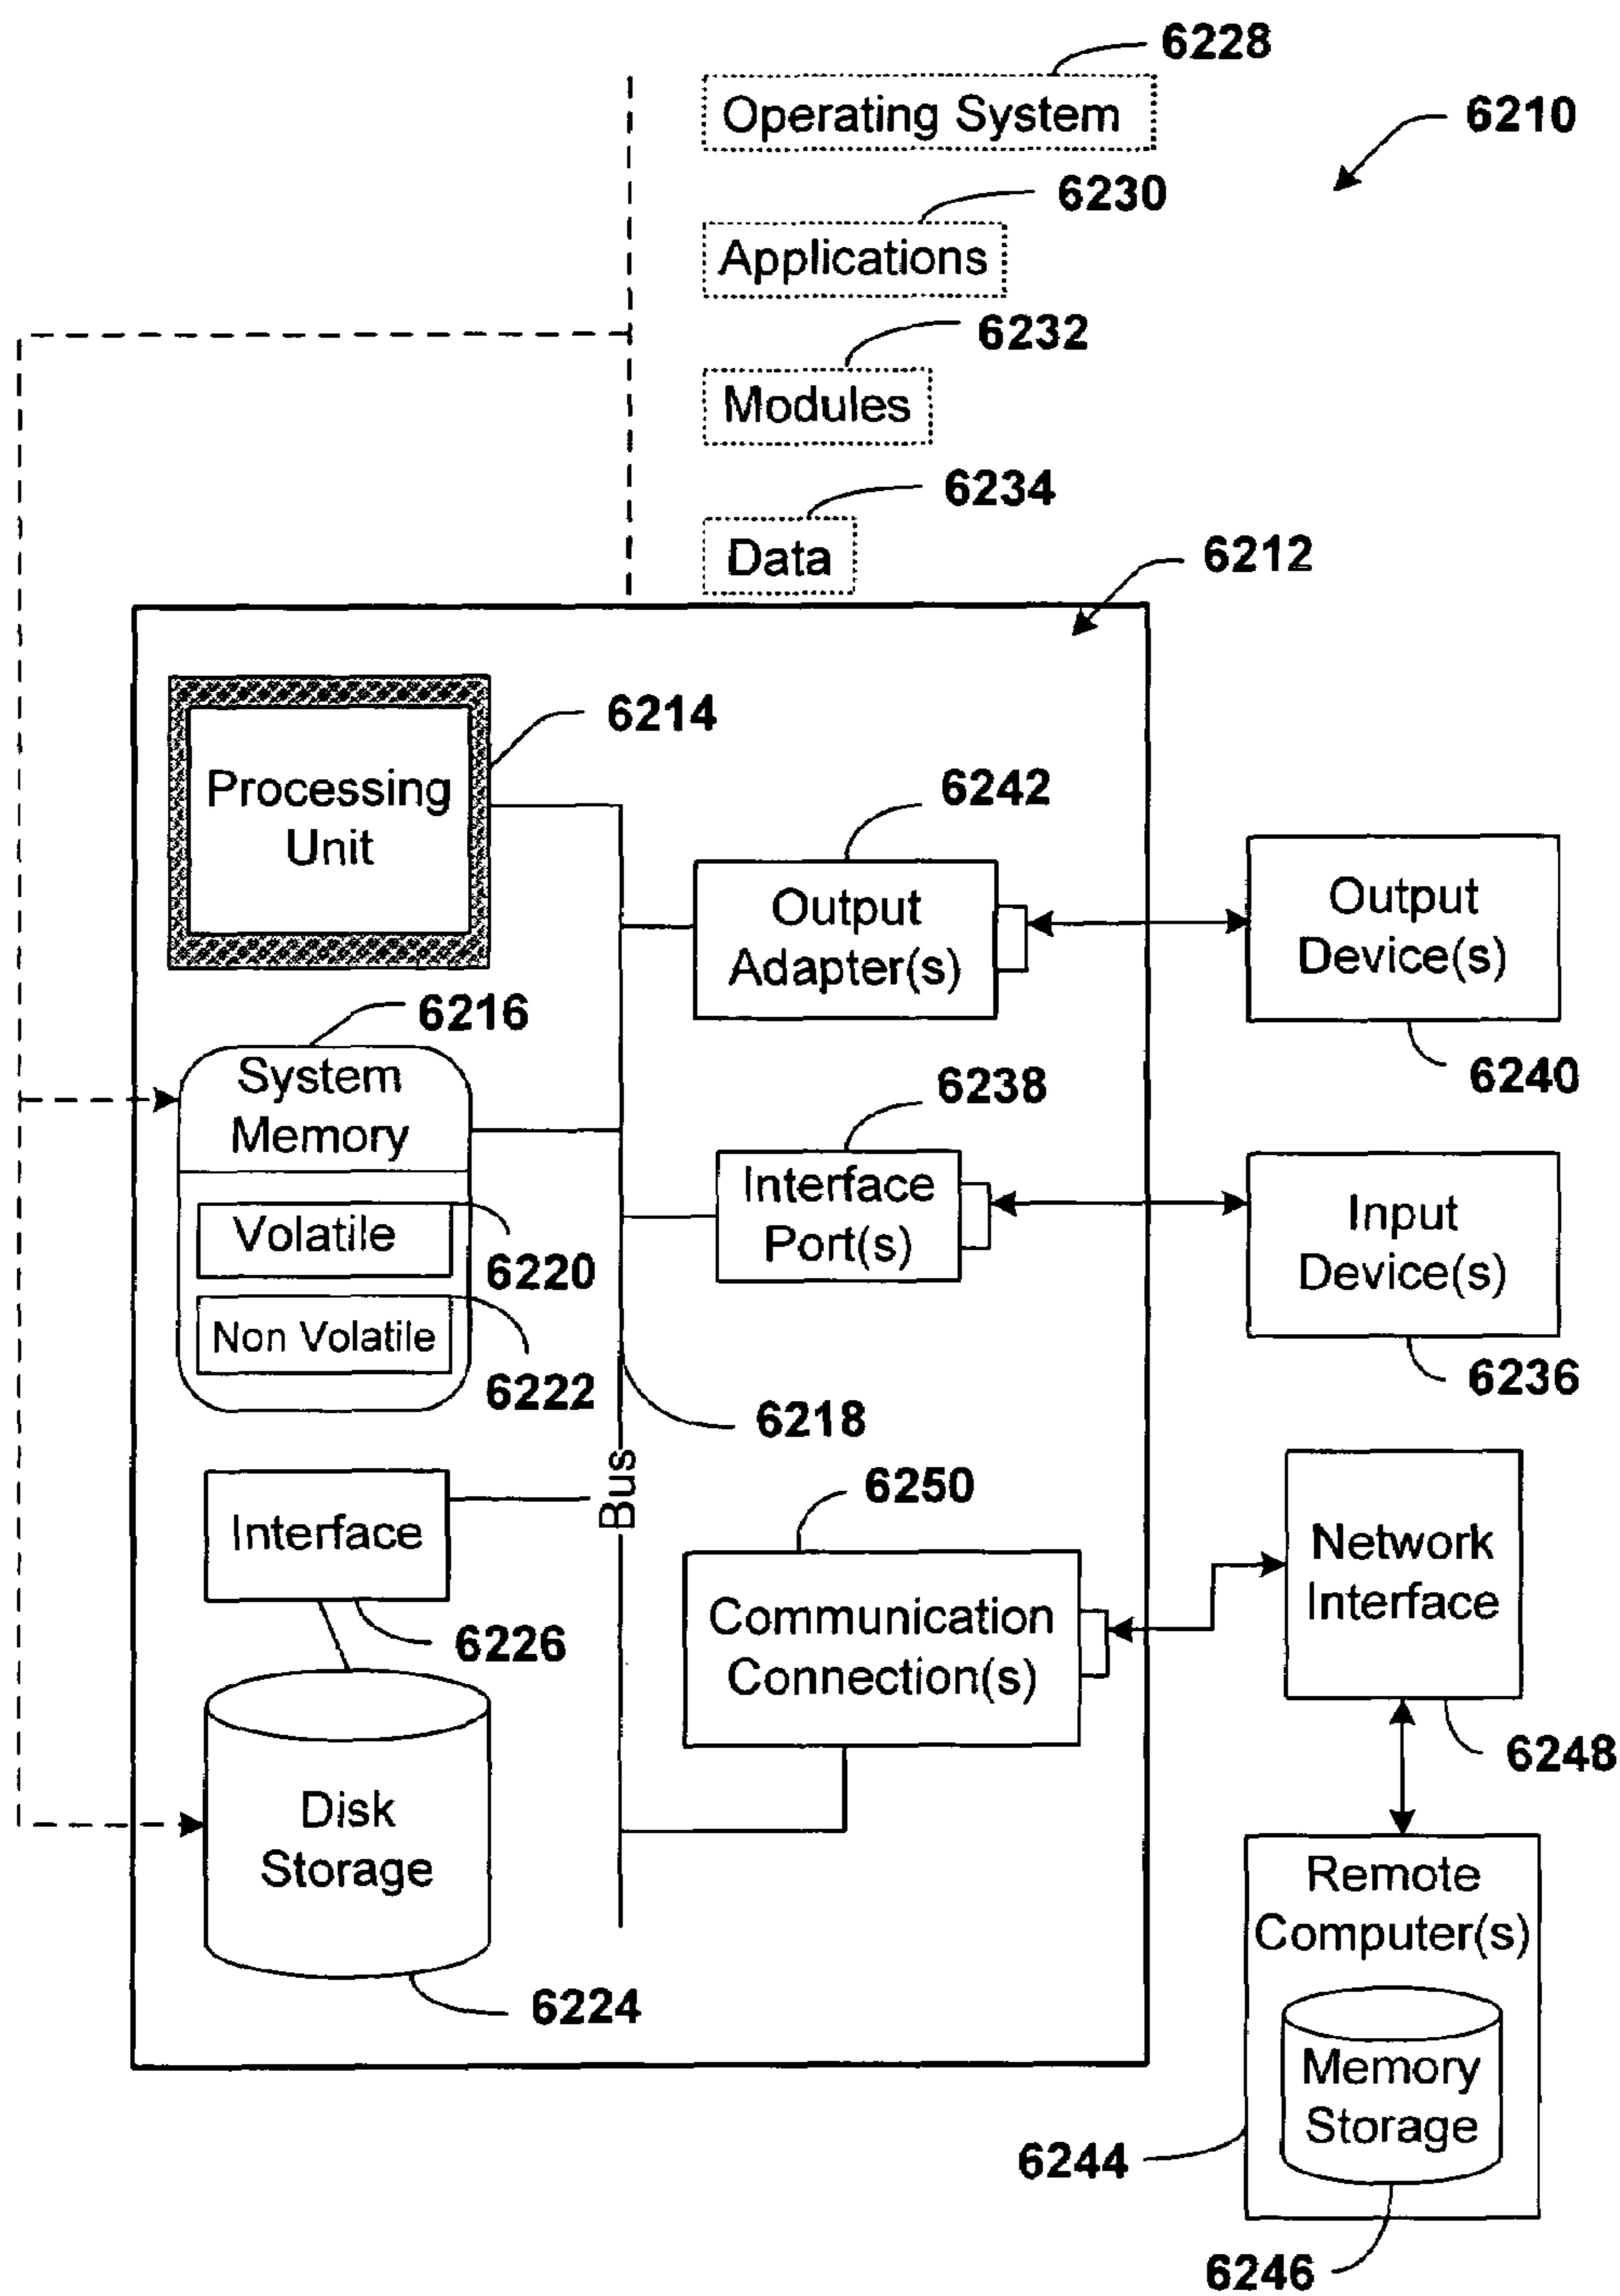 6228
Operating System
6210
6230
Applications
6232
Modules
6234
Data
6212
6214
Processing
Unit
6242
Output
Adapter(s)
Output
Device(s)
6240
6216
System
Memory
Volatile
6220
Non Volatile
6222
6238
Interface
Port(s)
Input
Device(s)
6236
6218
Bus
Interface
6226
6250
Communication
Connection(s)
Network
Interface
6248
Disk
Storage
6224
Remote
Computer(s)
Memory
Storage
6244
6246